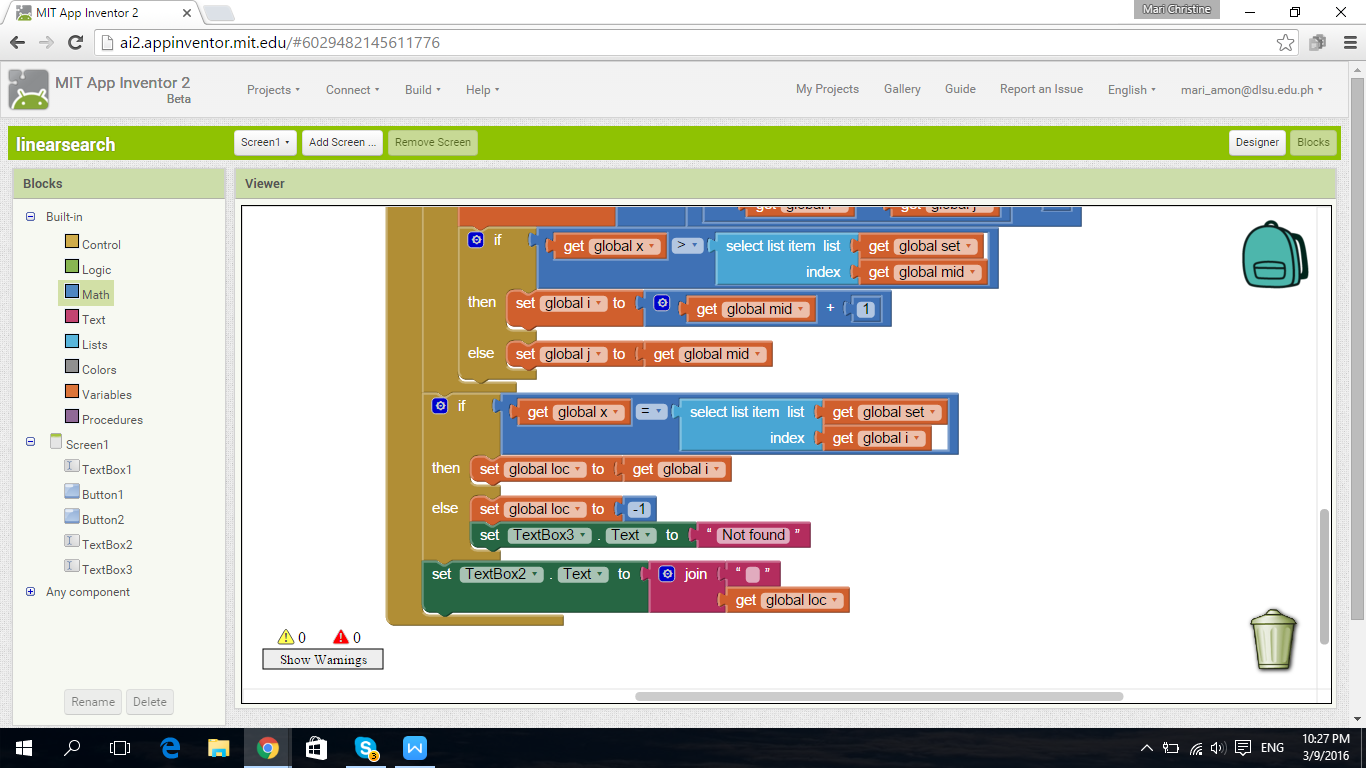 MIT App Inventor 2
Mari Christine
ai2.appinventor.mit.edu/#6029482145611776
MIT App Inventor 2
Beta
Projects Connect Build Help
My Projects Gallery Guide Report an Issue English mari_amon@dlsu.edu.ph
linearsearch
Screen1 Add Screen ... Remove Screen
Designer Blocks
Blocks
Viewer
Built-in
Control
Logic
Math
Text
Lists
Colors
Variables
Procedures
Screen1
TextBox1
Button1
Button2
TextBox2
TextBox3
Any component
Rename Delete
if get global x > select list item list get global set
index get global mid
then set global i to get global mid + 1
else set global j to get global mid
if get global x = select list item list get global set
index get global i
then set global loc to get global i
else set global loc to -1
set TextBox3 . Text to " Not found "
set TextBox2 . Text to join " "
get global loc
0 0
Show Warnings
3
W
ENG
10:27 PM
3/9/2016